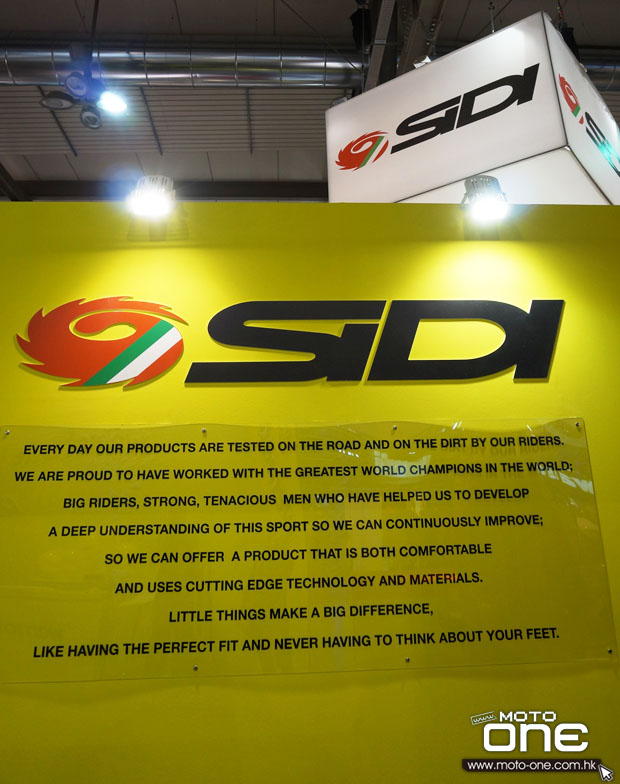 SiDI
SiDI
EVERY DAY OUR PRODUCTS ARE TESTED ON THE ROAD AND ON THE DIRT BY OUR RIDERS.
WE ARE PROUD TO HAVE WORKED WITH THE GREATEST WORLD CHAMPIONS IN THE WORLD;
BIG RIDERS, STRONG, TENACIOUS MEN WHO HAVE HELPED US TO DEVELOP
A DEEP UNDERSTANDING OF THIS SPORT SO WE CAN CONTINUOUSLY IMPROVE;
SO WE CAN OFFER A PRODUCT THAT IS BOTH COMFORTABLE
AND USES CUTTING EDGE TECHNOLOGY AND MATERIALS.
LITTLE THINGS MAKE A BIG DIFFERENCE,
LIKE HAVING THE PERFECT FIT AND NEVER HAVING TO THINK ABOUT YOUR FEET.
www. MOTO
ONE
www.moto-one.com.hk